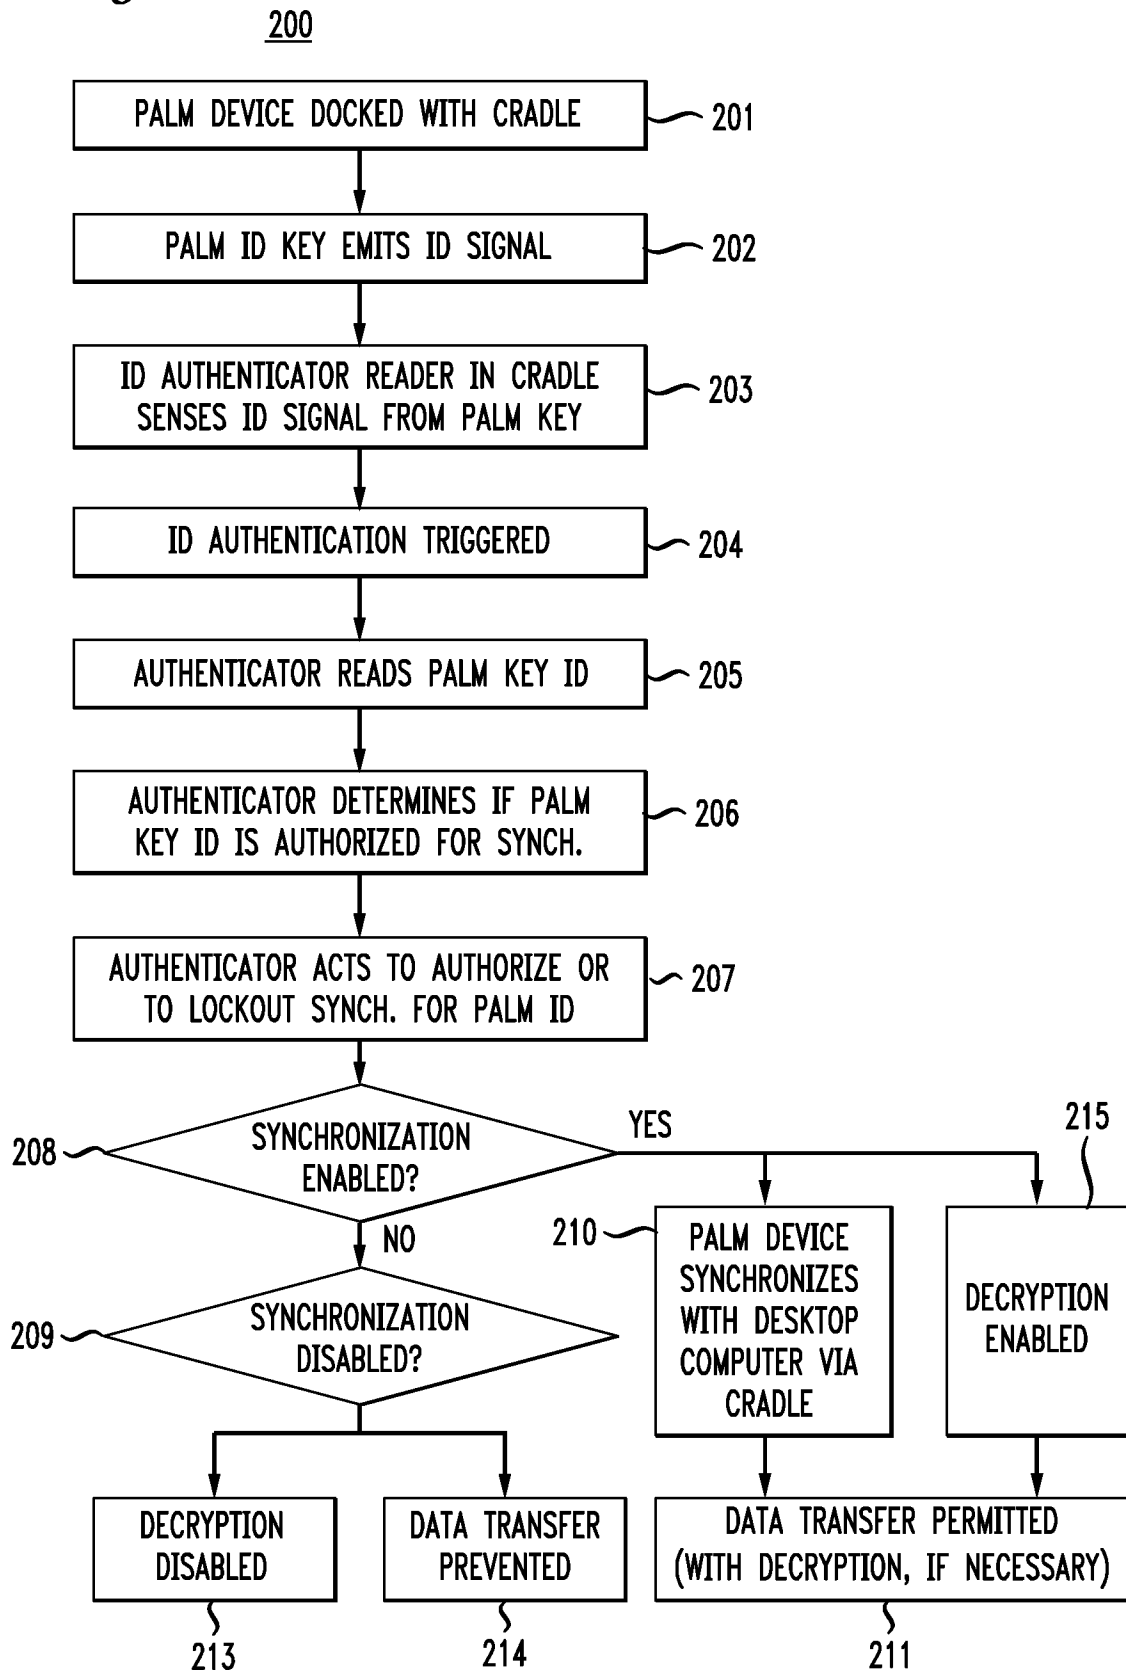 200
PALM DEVICE DOCKED WITH CRADLE
201
PALM ID KEY EMITS ID SIGNAL
202
ID AUTHENTICATOR READER IN CRADLE
SENSES ID SIGNAL FROM PALM KEY
203
ID AUTHENTICATION TRIGGERED
204
AUTHENTICATOR READS PALM KEY ID
205
AUTHENTICATOR DETERMINES IF PALM
KEY ID IS AUTHORIZED FOR SYNCH.
206
AUTHENTICATOR ACTS TO AUTHORIZE OR
TO LOCKOUT SYNCH. FOR PALM ID
207
208
SYNCHRONIZATION
ENABLED?
YES
NO
209
SYNCHRONIZATION
DISABLED?
210
PALM DEVICE
SYNCHRONIZES
WITH DESKTOP
COMPUTER VIA
CRADLE
215
DECRYPTION
ENABLED
DECRYPTION
DISABLED
213
DATA TRANSFER
PREVENTED
214
DATA TRANSFER PERMITTED
(WITH DECRYPTION, IF NECESSARY)
211